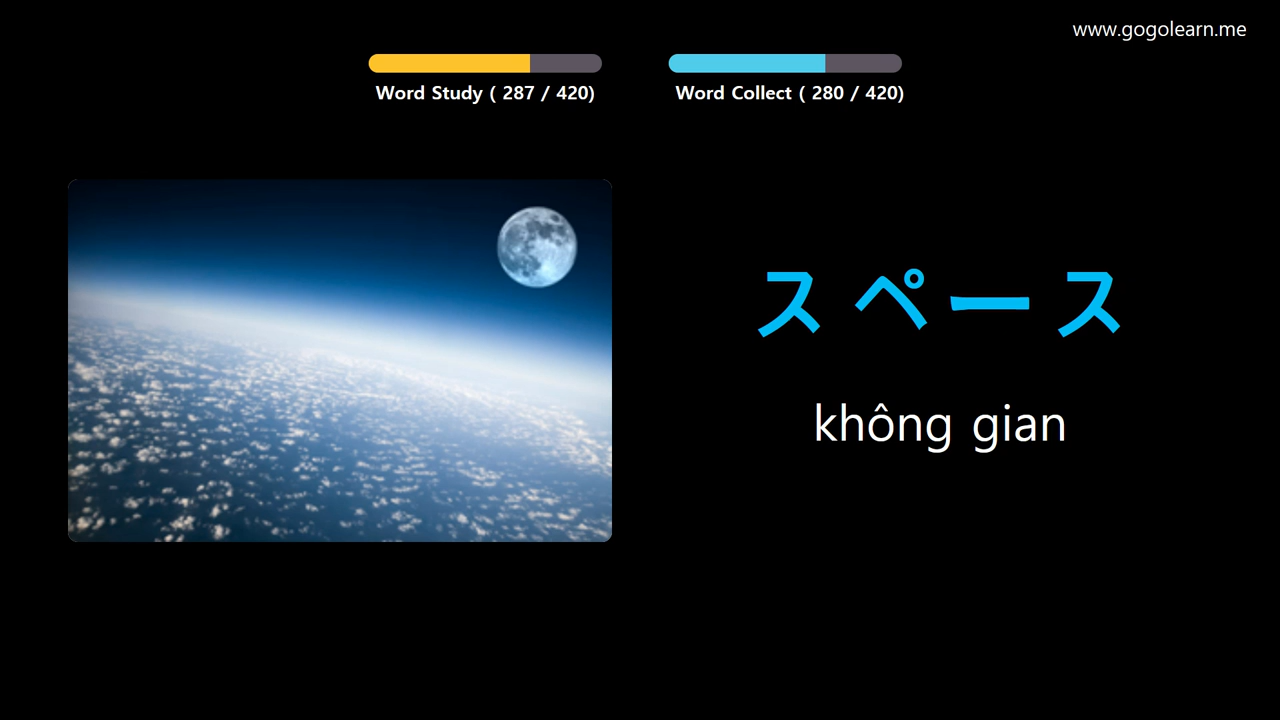 www.gogolearn.me
Word Study ( 287 / 420)
Word Collect ( 280 / 420)
スペース
không gian